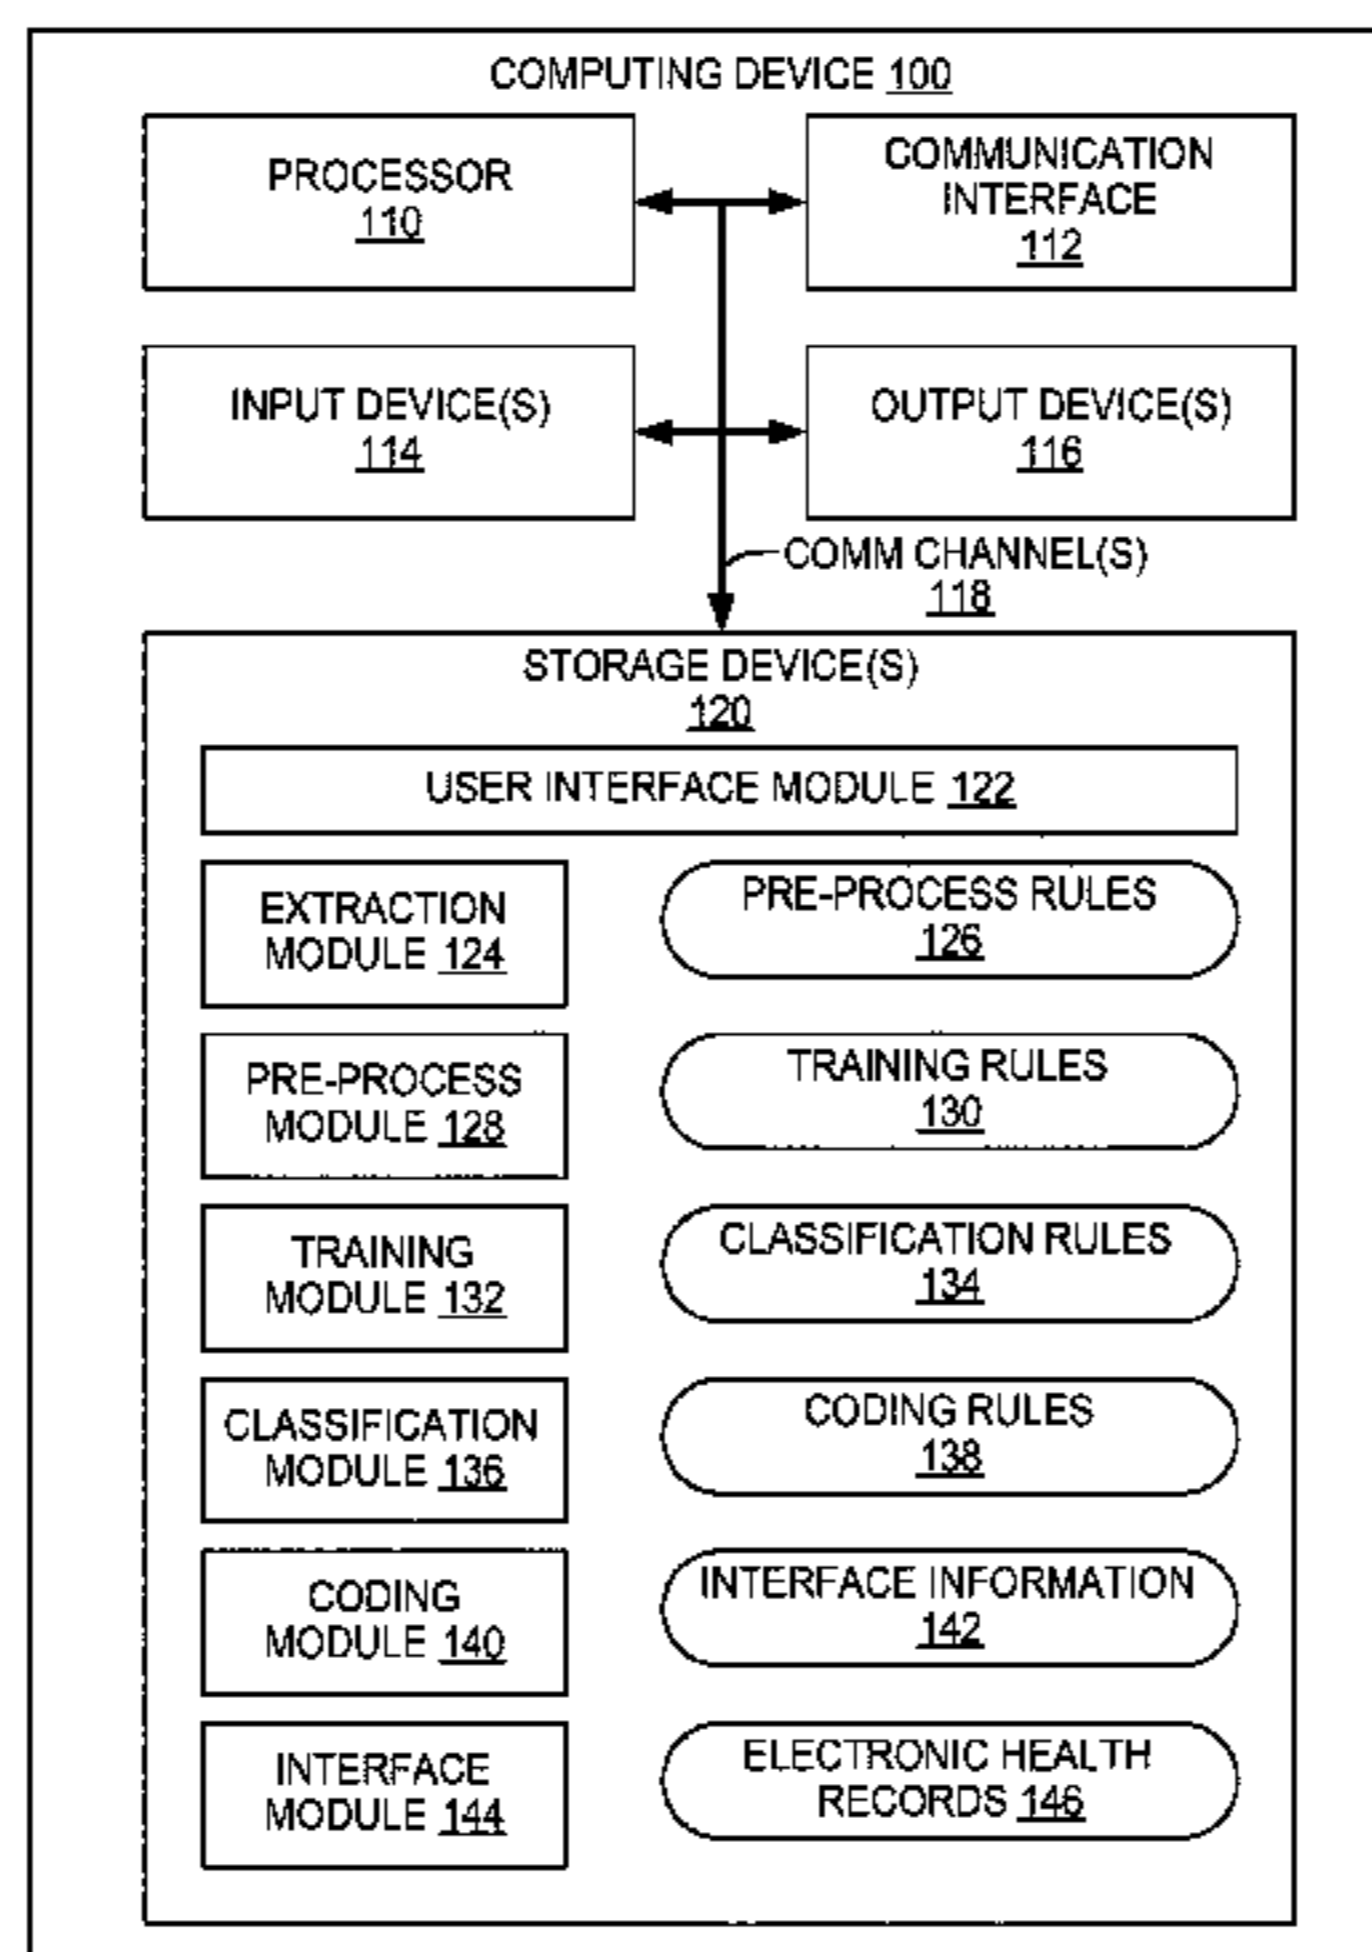 COMPUTING DEVICE 100
PROCESSOR
110
COMMUNICATION
INTERFACE
112
INPUT DEVICE(S)
114
OUTPUT DEVICE(S)
116
COMM CHANNEL(S)
118
STORAGE DEVICE(S)
120
USER INTERFACE MODULE 122
EXTRACTION
MODULE 124
PRE-PROCESS RULES
126
PRE-PROCESS
MODULE 128
TRAINING RULES
130
TRAINING
MODULE 132
CLASSIFICATION RULES
134
CLASSIFICATION
MODULE 136
CODING RULES
138
CODING
MODULE 140
INTERFACE INFORMATION
142
INTERFACE
MODULE 144
ELECTRONIC HEALTH
RECORDS 146